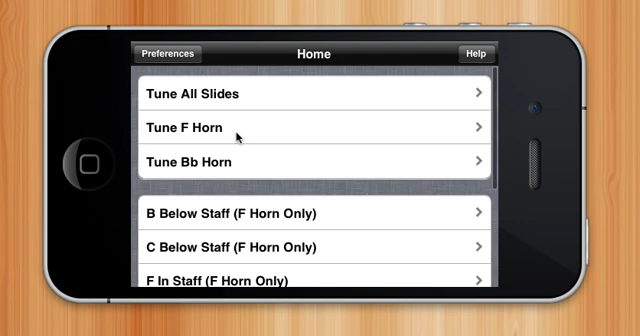 Preferences
Home
Help
Tune All Slides
Tune F Horn
Tune Bb Horn
B Below Staff (F Horn Only)
C Below Staff (F Horn Only)
F In Staff (F Horn Only)